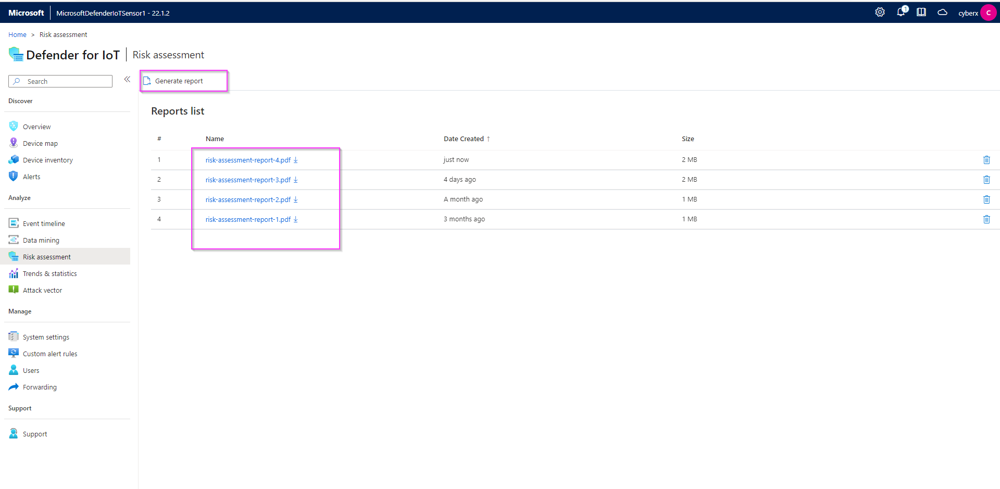 Microsoft MicrosoftDefenderIoTSensor1 - 22.1.2 1 cyberx C
Home > Risk assessment
Defender for IoT Risk assessment
Search
Generate report
Discover
Overview
Device map
Device inventory
Alerts
Analyze
Event timeline
Data mining
Risk assessment
Trends & statistics
Attack vector
Manage
System settings
Custom alert rules
Users
Forwarding
Support
Support
Reports list
# Name Date Created ↑ Size
1 risk-assessment-report-4.pdf just now 2 MB
2 risk-assessment-report-3.pdf 4 days ago 2 MB
3 risk-assessment-report-2.pdf A month ago 1 MB
4 risk-assessment-report-1.pdf 3 months ago 1 MB